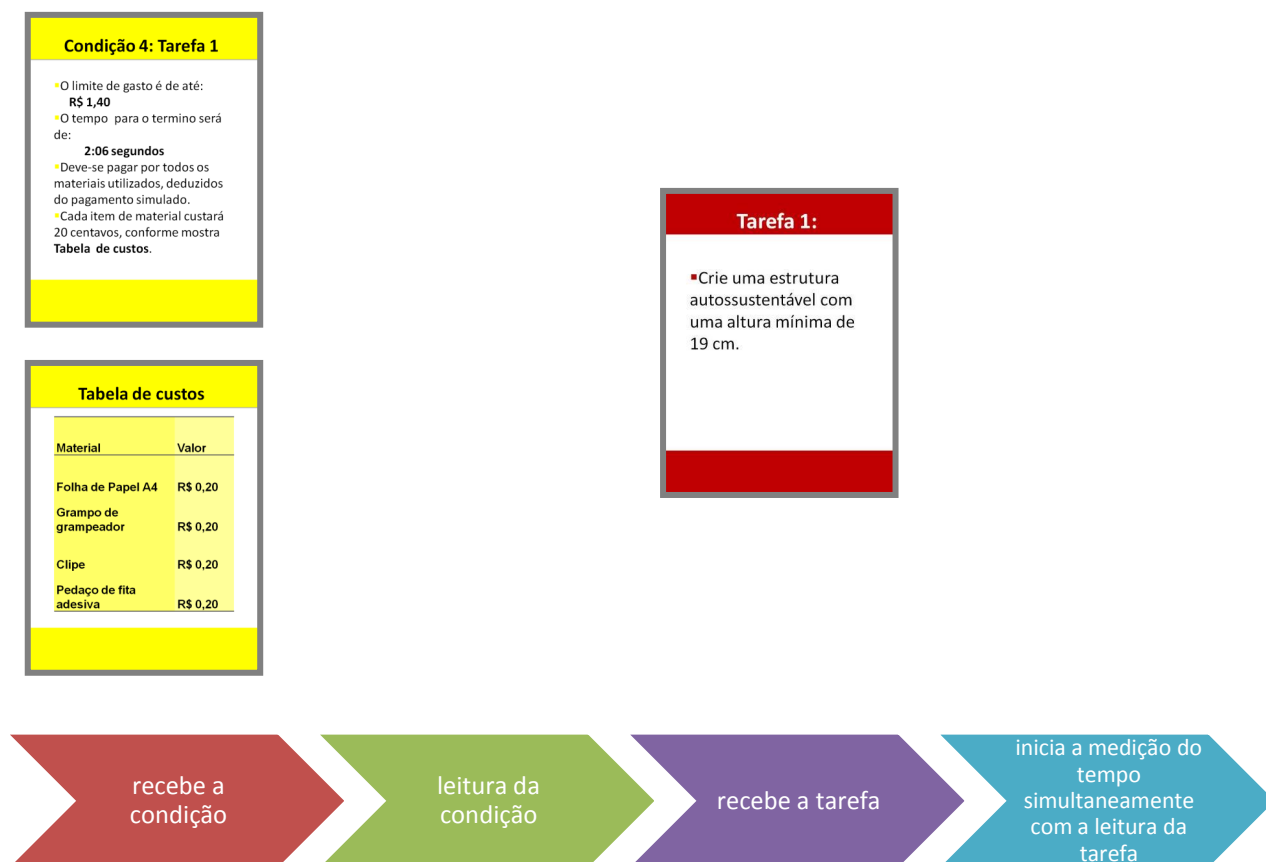 Condição 4: Tarefa 1
▪O limite de gasto é de até:
R$ 1,40
▪O tempo para o termino será
de:
2:06 segundos
▪Deve-se pagar por todos os
materiais utilizados, deduzidos
do pagamento simulado.
▪Cada item de material custará
20 centavos, conforme mostra
Tabela de custos.
Tabela de custos
Material Valor
Folha de Papel A4 R$ 0,20
Grampo de
grampeador R$ 0,20
Clipe R$ 0,20
Pedaço de fita
adesiva R$ 0,20
Tarefa 1:
▪Crie uma estrutura
autossustentável com
uma altura mínima de
19 cm.
recebe a
condição
leitura da
condição
recebe a tarefa
inicia a medição do
tempo
simultaneamente
com a leitura da
tarefa